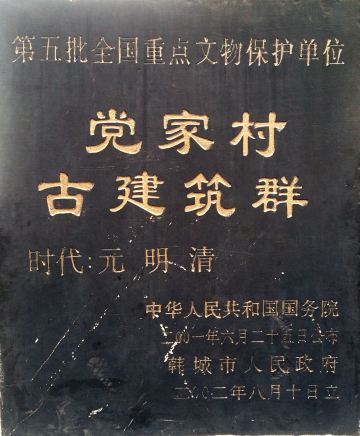 第五批全国重点文物保护单位
党家村
古建筑群
时代:元 明 清
中华人民共和国国务院
二〇〇一年六月二十五日公布
韩城市人民政府
二〇〇二年八月十日立